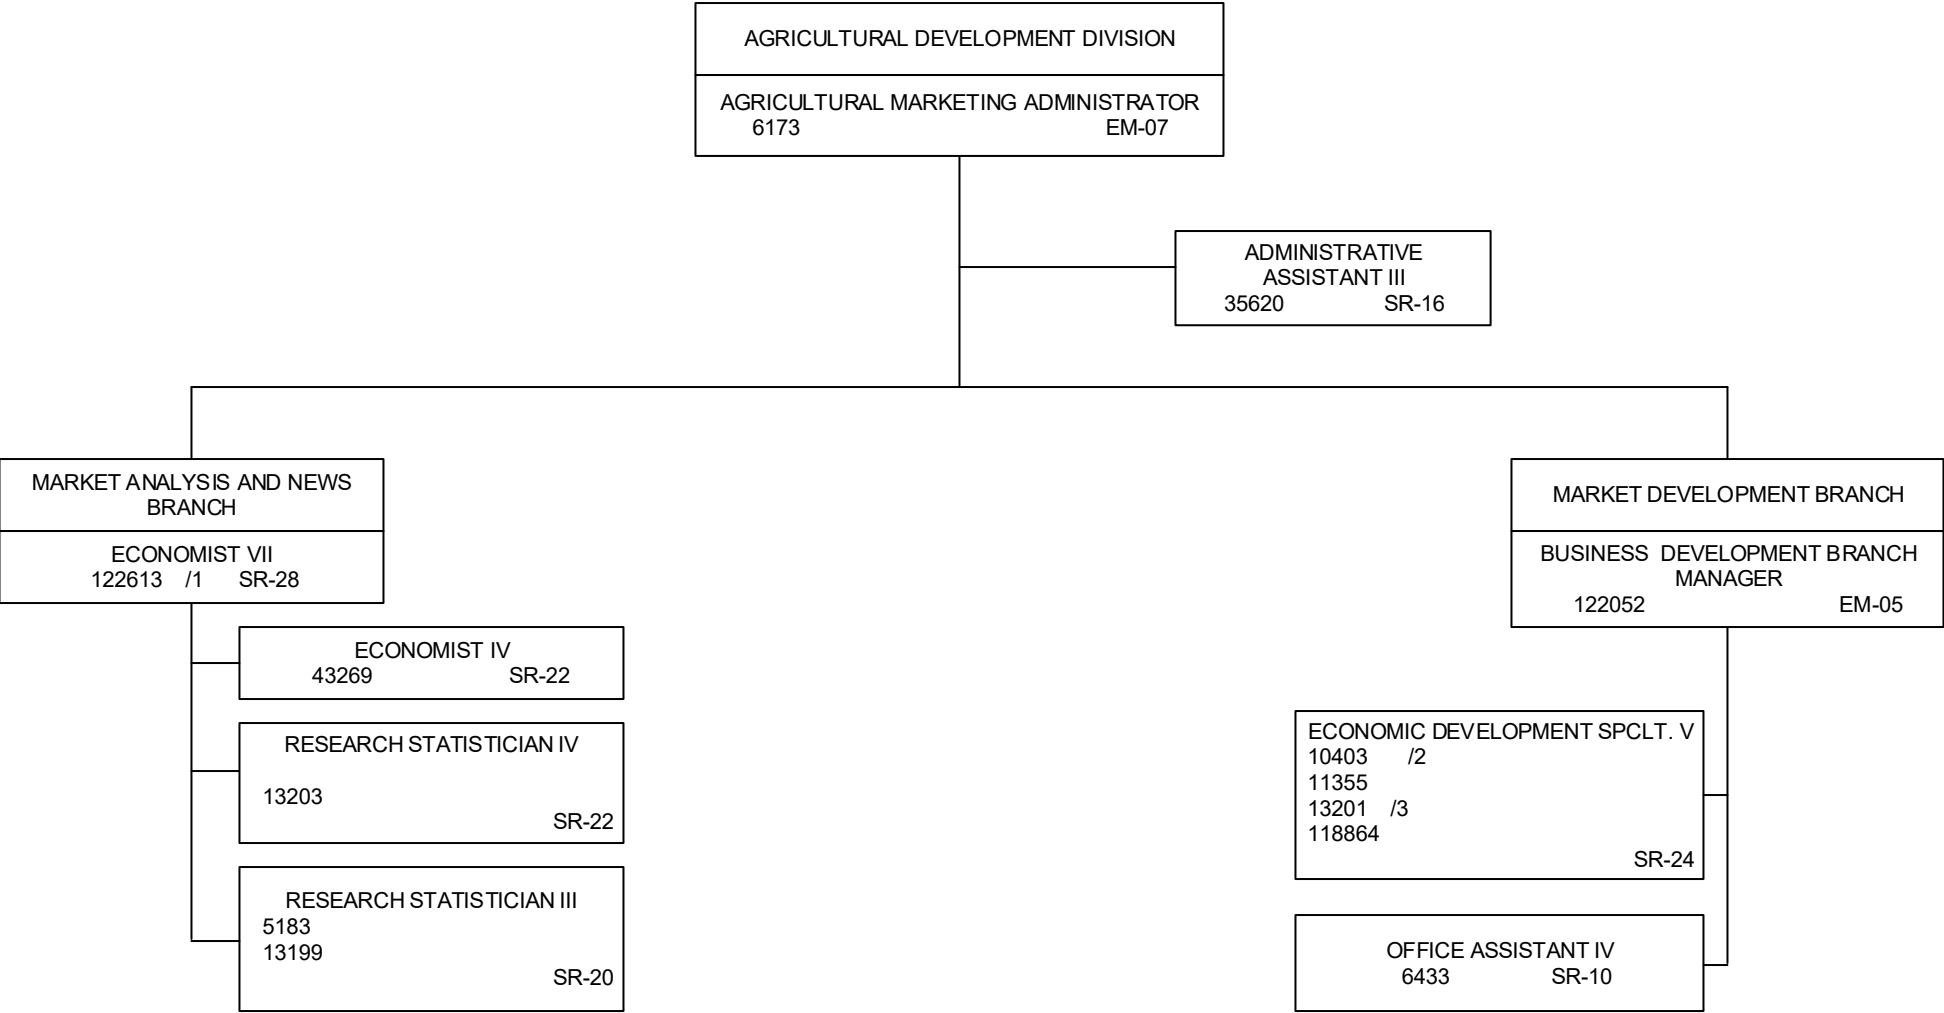 AGRICULTURAL DEVELOPMENT DIVISION
AGRICULTURAL MARKETING ADMINISTRATOR
6173 EM-07
ADMINISTRATIVE
ASSISTANT III
35620 SR-16
MARKET ANALYSIS AND NEWS
BRANCH
ECONOMIST VII
122613 /1 SR-28
ECONOMIST IV
43269 SR-22
RESEARCH STATISTICIAN IV
13203
SR-22
RESEARCH STATISTICIAN III
5183
13199
SR-20
MARKET DEVELOPMENT BRANCH
BUSINESS DEVELOPMENT BRANCH
MANAGER
122052 EM-05
ECONOMIC DEVELOPMENT SPCLT. V
10403 /2
11355
13201 /3
118864
SR-24
OFFICE ASSISTANT IV
6433 SR-10